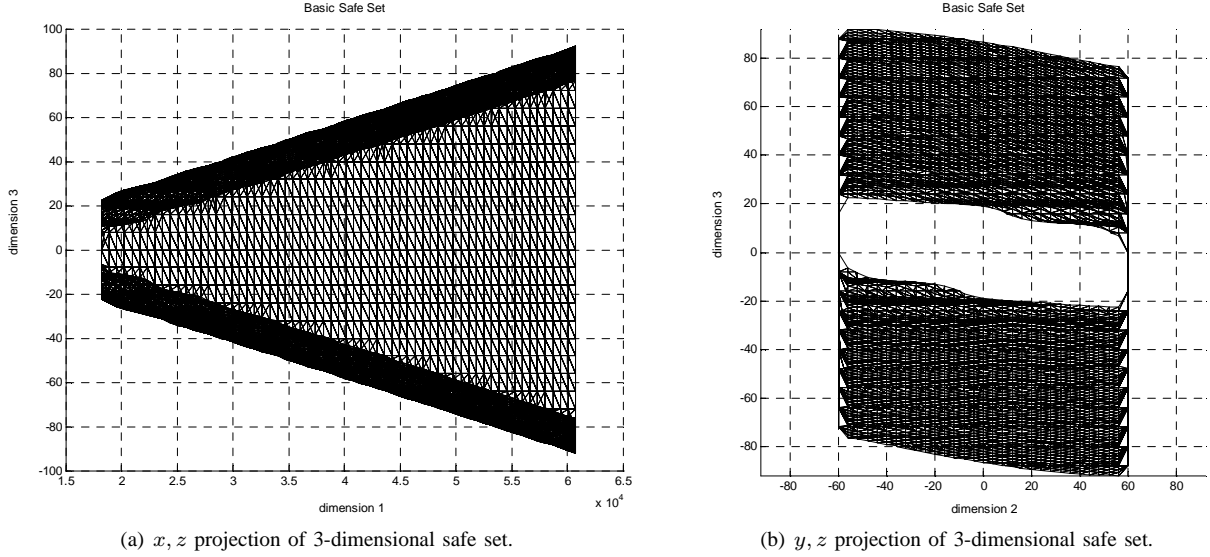 Basic Safe Set
100
80
60
40
20
0
-20
-40
-60
-80
-100
dimension 3
1.5 2 2.5 3 3.5 4 4.5 5 5.5 6 6.5
x 10^4
dimension 1
(a) x, z projection of 3-dimensional safe set.
Basic Safe Set
80
60
40
20
0
-20
-40
-60
-80
dimension 3
-80 -60 -40 -20 0 20 40 60 80
dimension 2
(b) y, z projection of 3-dimensional safe set.